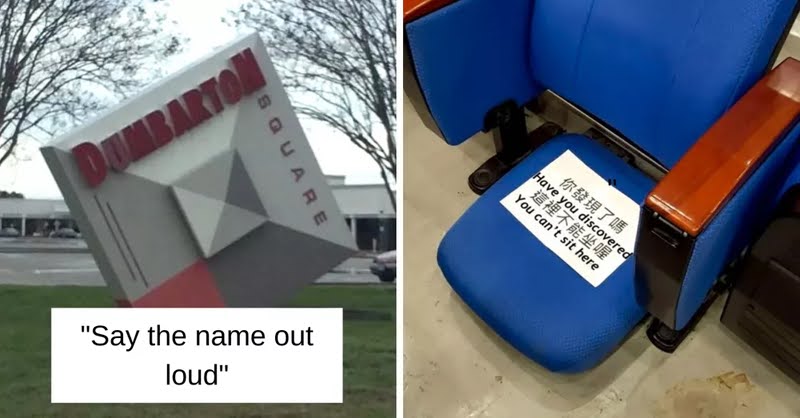 DUMBARTON
SQUARE
"Say the name out
loud"
你發現了嗎
Have you discovered
這裡不能坐喔
You can't sit here